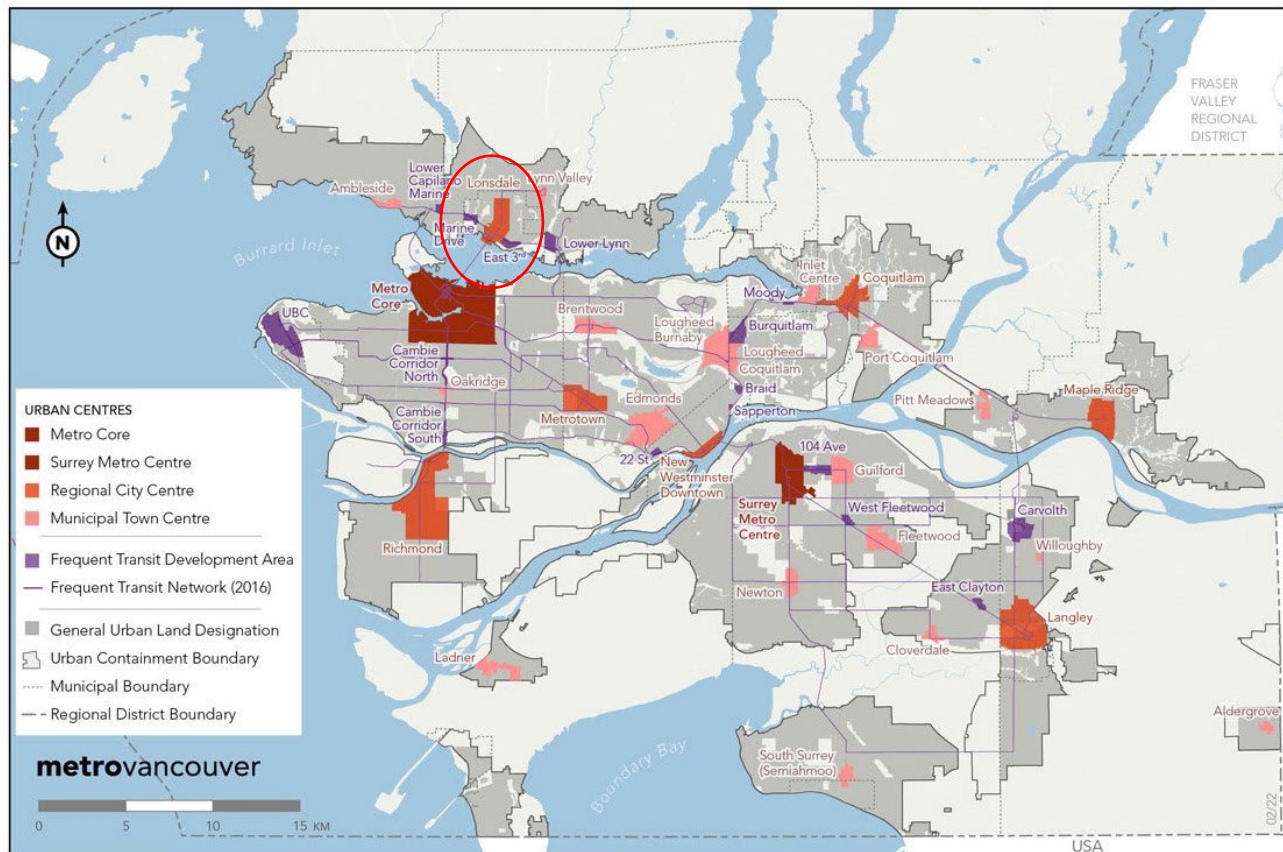 FRASER
VALLEY
REGIONAL
DISTRICT
Lower
Capilano
Marine
Lonsdale
Lynn Valley
Ambleside
Marine
Drive
East 3rd
Lower Lynn
N
Burrard Inlet
Metro
Core
UBC
Brentwood
Lougheed
Burnaby
Moody
Inlet
Centre
Coquitlam
Burquitlam
Lougheed
Coquitlam
Port Coquitlam
Cambie
Corridor
North
Oakridge
Metrotown
Edmonds
Braid
Sapperton
Pitt Meadows
Maple Ridge
Cambie
Corridor
South
22 St
New
Westminster
Downtown
104 Ave
Guilford
Surrey
Metro
Centre
West Fleetwood
Fleetwood
Carvolth
Willoughby
Richmond
Newton
East Clayton
Langley
Cloverdale
Ladner
Aldergrove
South Surrey
(Semiahmoo)
Boundary Bay
URBAN CENTRES
Metro Core
Surrey Metro Centre
Regional City Centre
Municipal Town Centre
Frequent Transit Development Area
Frequent Transit Network (2016)
General Urban Land Designation
Urban Containment Boundary
Municipal Boundary
Regional District Boundary
metrovancouver
0 5 10 15 KM
02/22
USA